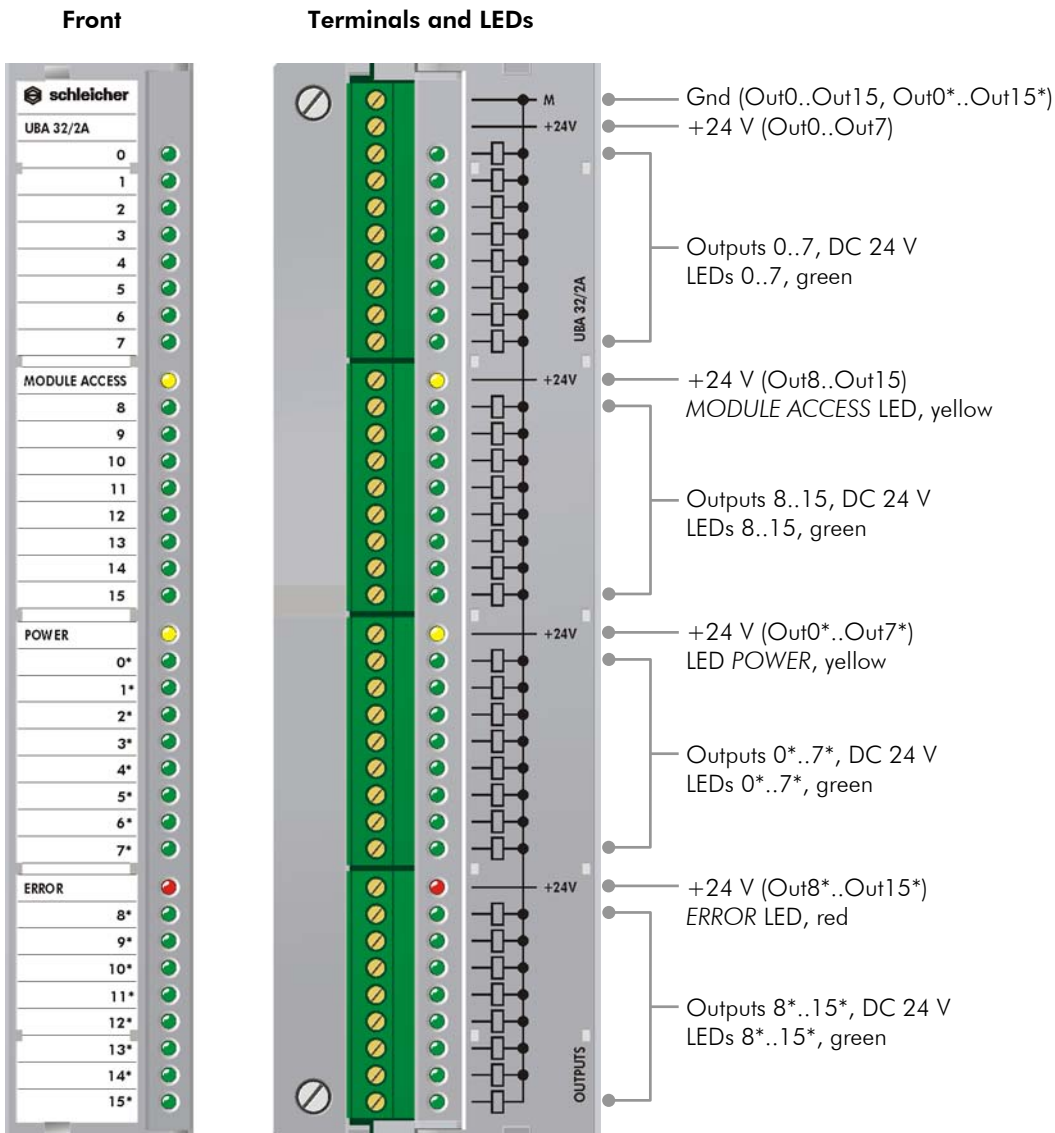 Front
Terminals and LEDs
schleicher
UBA 32/2A
0
1
2
3
4
5
6
7
MODULE ACCESS
8
9
10
11
12
13
14
15
POWER
0*
1*
2*
3*
4*
5*
6*
7*
ERROR
8*
9*
10*
11*
12*
13*
14*
15*
M
+24V
UBA 32/2A
+24V
+24V
+24V
OUTPUTS
Gnd (Out0..Out15, Out0*..Out15*)
+24 V (Out0..Out7)
Outputs 0..7, DC 24 V
LEDs 0..7, green
+24 V (Out8..Out15)
MODULE ACCESS LED, yellow
Outputs 8..15, DC 24 V
LEDs 8..15, green
+24 V (Out0*..Out7*)
LED POWER, yellow
Outputs 0*..7*, DC 24 V
LEDs 0*..7*, green
+24 V (Out8*..Out15*)
ERROR LED, red
Outputs 8*..15*, DC 24 V
LEDs 8*..15*, green